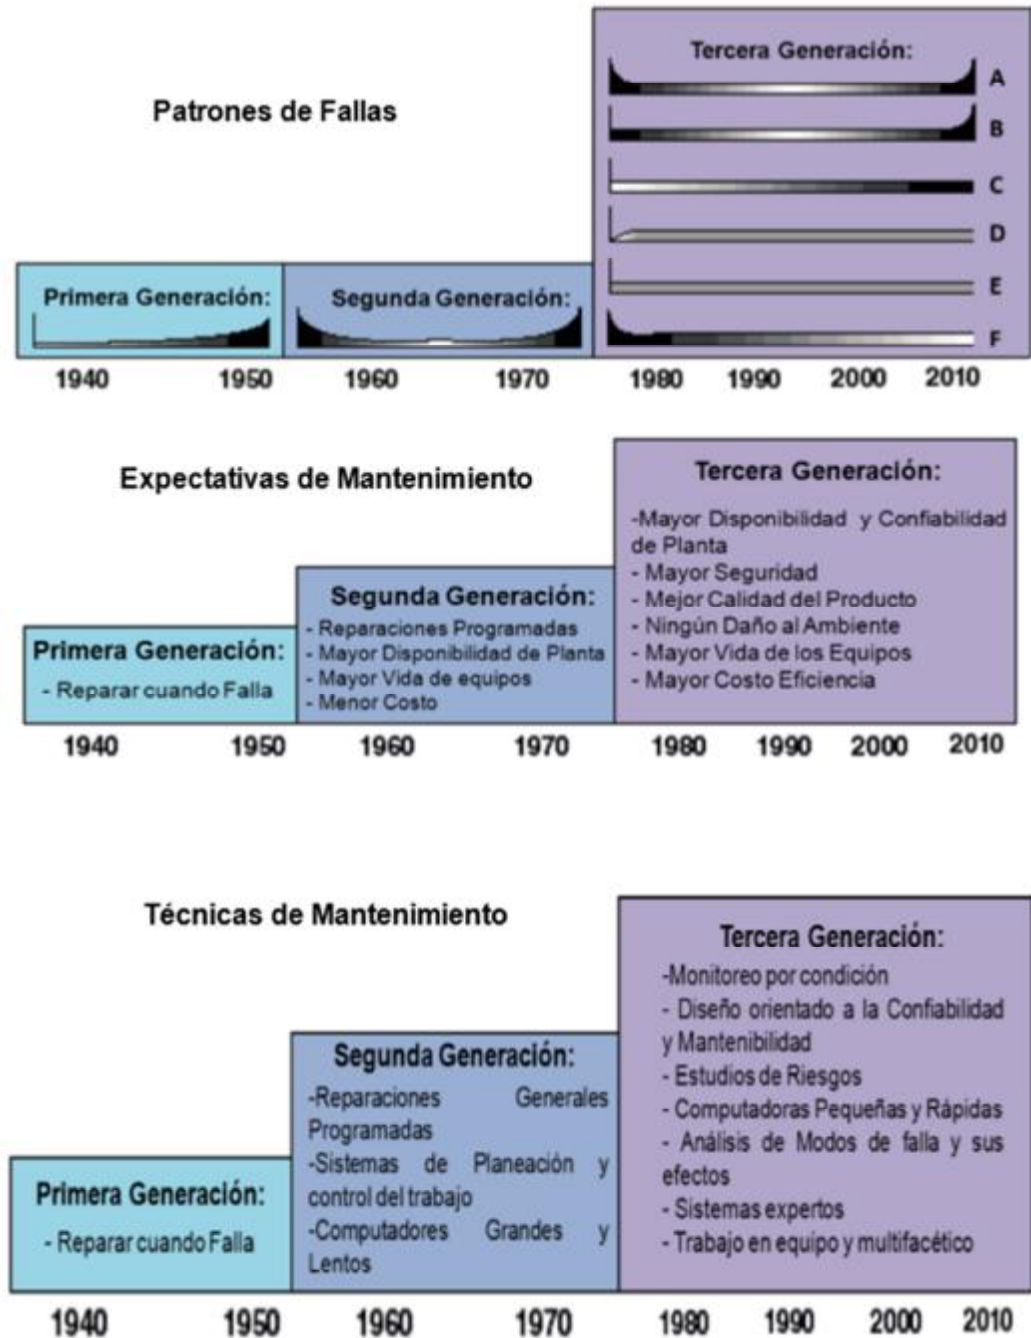 Patrones de Fallas
Primera Generación:
Segunda Generación:
Tercera Generación:
A
B
C
D
E
F
1940 1950 1960 1970 1980 1990 2000 2010
Expectativas de Mantenimiento
Primera Generación:
- Reparar cuando Falla
Segunda Generación:
- Reparaciones Programadas
- Mayor Disponibilidad de Planta
- Mayor Vida de equipos
- Menor Costo
Tercera Generación:
-Mayor Disponibilidad y Confiabilidad
de Planta
- Mayor Seguridad
- Mejor Calidad del Producto
- Ningún Daño al Ambiente
- Mayor Vida de los Equipos
- Mayor Costo Eficiencia
1940 1950 1960 1970 1980 1990 2000 2010
Técnicas de Mantenimiento
Primera Generación:
- Reparar cuando Falla
Segunda Generación:
-Reparaciones Generales
Programadas
-Sistemas de Planeación y
control del trabajo
-Computadores Grandes y
Lentos
Tercera Generación:
-Monitoreo por condición
- Diseño orientado a la Confiabilidad
y Mantenibilidad
- Estudios de Riesgos
- Computadoras Pequeñas y Rápidas
- Análisis de Modos de falla y sus
efectos
- Sistemas expertos
- Trabajo en equipo y multifacético
1940 1950 1960 1970 1980 1990 2000 2010